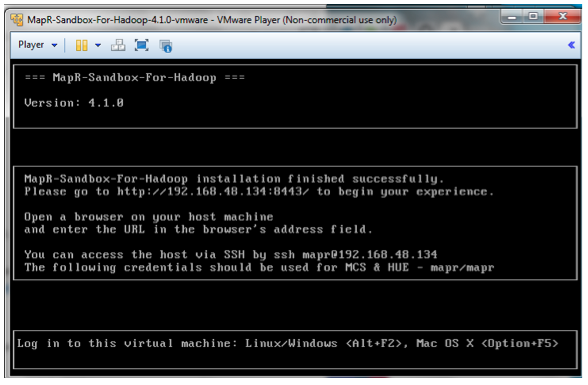 MapR-Sandbox-For-Hadoop-4.1.0-vmware - VMware Player (Non-commercial use only)
Player
=== MapR-Sandbox-For-Hadoop ===
Version: 4.1.0
MapR-Sandbox-For-Hadoop installation finished successfully.
Please go to http://192.168.48.134:8443/ to begin your experience.
Open a browser on your host machine
and enter the URL in the browser's address field.
You can access the host via SSH by ssh mapr@192.168.48.134
The following credentials should be used for MCS & HUE - mapr/mapr
Log in to this virtual machine: Linux/Windows <Alt+F2>, Mac OS X <Option+F5>